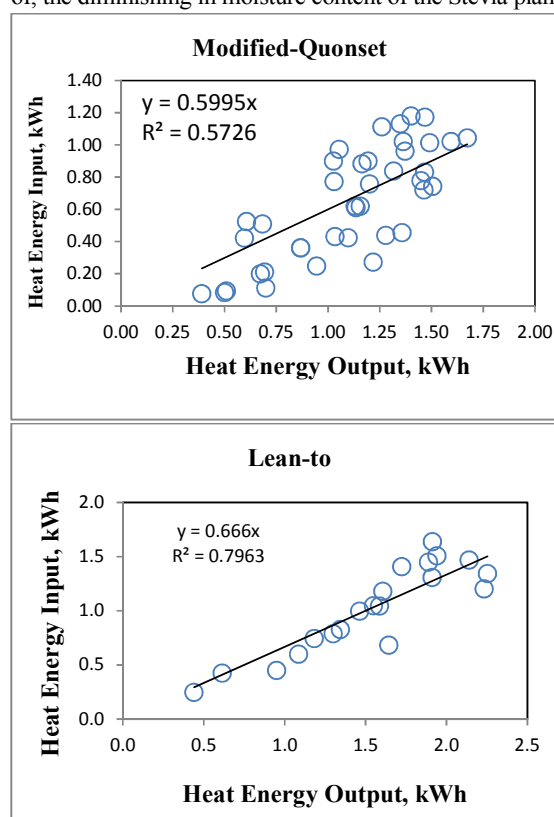 of, the diminishing in moisture content of the Stevia plan
Modified-Quonset
y = 0.5995x
R² = 0.5726
Heat Energy Input, kWh
1.40
1.20
1.00
0.80
0.60
0.40
0.20
0.00
0.00 0.25 0.50 0.75 1.00 1.25 1.50 1.75 2.00
Heat Energy Output, kWh
Lean-to
y = 0.666x
R² = 0.7963
Heat Energy Input, kWh
2.0
1.5
1.0
0.5
0.0
0.0 0.5 1.0 1.5 2.0 2.5
Heat Energy Output, kWh